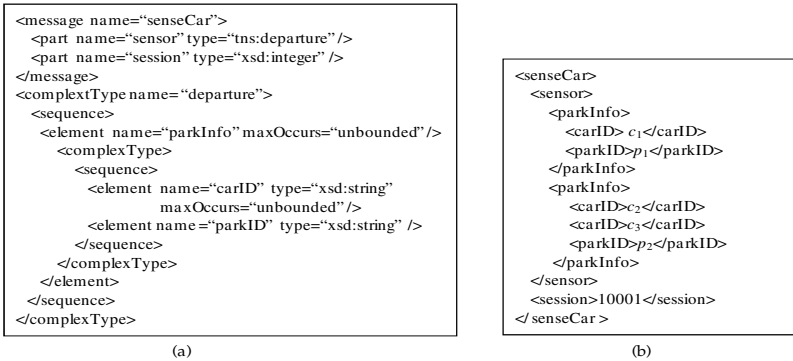 <message name=“senseCar”>
<part name=“sensor” type=“tns:departure” />
<part name=“session” type=“xsd:integer” />
</message>
<complextType name= “departure”>
<sequence>
<element name=“parkInfo” maxOccurs=“unbounded” />
<complexType>
<sequence>
<element name=“carID” type=“xsd:string”
maxOccurs=“unbounded” />
<element name =“parkID” type=“xsd:string” />
</sequence>
</complexType>
</element>
</sequence>
</complexType>
(a)
<senseCar>
<sensor>
<parkInfo>
<carID> c₁</carID>
<parkID>p₁</parkID>
</parkInfo>
<parkInfo>
<carID>c₂</carID>
<carID>c₃</carID>
<parkID>p₂</parkID>
</parkInfo>
</sensor>
<session>10001</session>
</ senseCar >
(b)